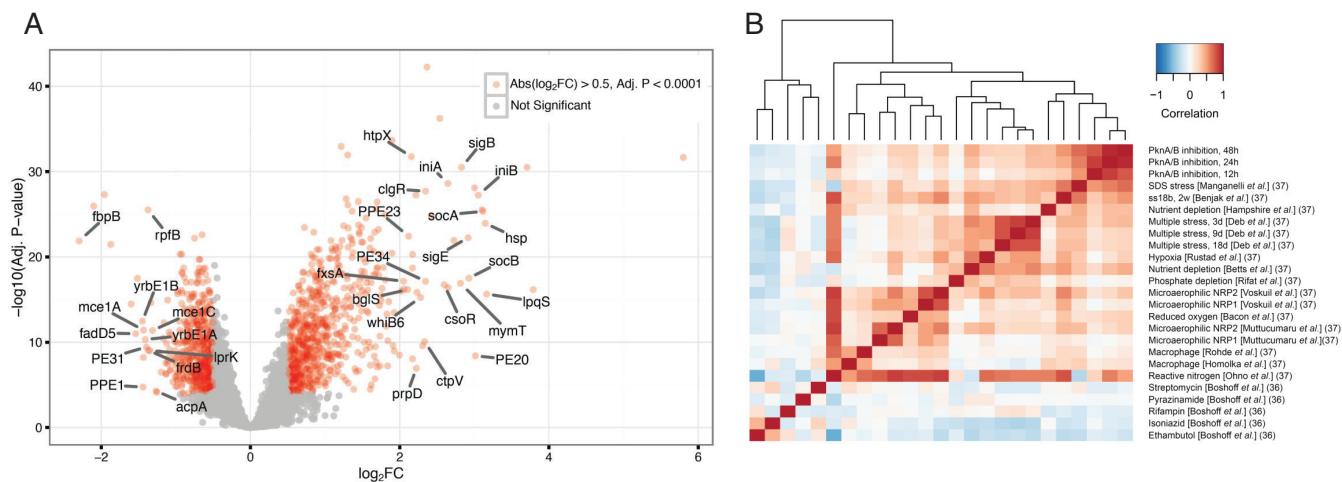 A
B
Abs(log2FC) > 0.5, Adj. P < 0.0001
Not Significant
−log10(Adj. P-value)
40
30
20
10
0
−2
0
2
4
6
log2FC
htpX
sigB
iniA
iniB
clgR
socA
PPE23
hsp
sigE
PE34
socB
fxsA
bglS
lpqS
whiB6
csoR
mymT
PE20
ctpV
prpD
fbpB
rpfB
yrbE1B
mce1A
mce1C
fadD5
yrbE1A
PE31
lprK
frdB
PPE1
acpA
−1
0
1
Correlation
PknA/B inhibition, 48h
PknA/B inhibition, 24h
PknA/B inhibition, 12h
SDS stress [Manganelli et al.] (37)
ss18b, 2w [Benjak et al.] (37)
Nutrient depletion [Hampshire et al.] (37)
Multiple stress, 3d [Deb et al.] (37)
Multiple stress, 9d [Deb et al.] (37)
Multiple stress, 18d [Deb et al.] (37)
Hypoxia [Rustad et al.] (37)
Nutrient depletion [Betts et al.] (37)
Phosphate depletion [Rifat et al.] (37)
Microaerophilic NRP2 [Voskuil et al.] (37)
Microaerophilic NRP1 [Voskuil et al.] (37)
Reduced oxygen [Bacon et al.] (37)
Microaerophilic NRP2 [Muttucumaru et al.] (37)
Microaerophilic NRP1 [Muttucumaru et al.](37)
Macrophage [Rohde et al.] (37)
Macrophage [Homolka et al.] (37)
Reactive nitrogen [Ohno et al.] (37)
Streptomycin [Boshoff et al.] (36)
Pyrazinamide [Boshoff et al.] (36)
Rifampin [Boshoff et al.] (36)
Isoniazid [Boshoff et al.] (36)
Ethambutol [Boshoff et al.] (36)